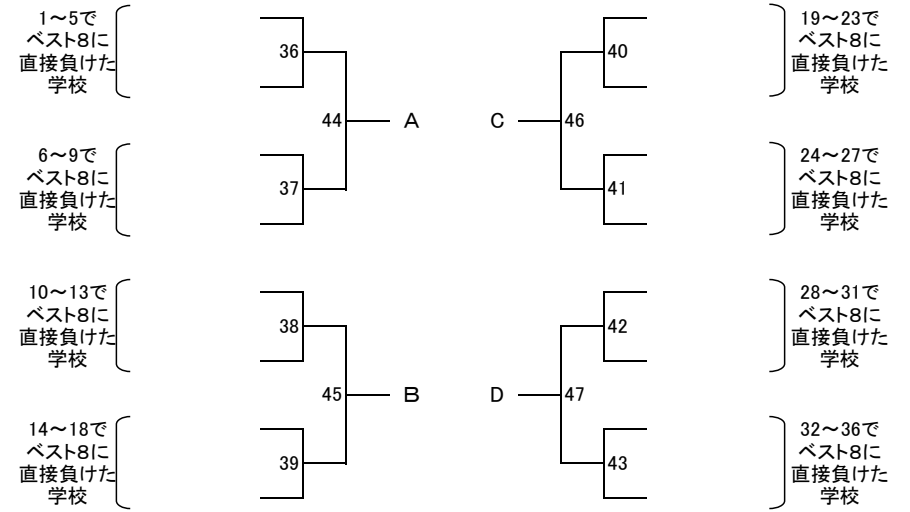 1～5で
ベスト8に
直接負けた
学校
36
44
A
37
6～9で
ベスト8に
直接負けた
学校
10～13で
ベスト8に
直接負けた
学校
38
45
B
39
14～18で
ベスト8に
直接負けた
学校
19～23で
ベスト8に
直接負けた
学校
40
C
46
41
24～27で
ベスト8に
直接負けた
学校
28～31で
ベスト8に
直接負けた
学校
42
D
47
43
32～36で
ベスト8に
直接負けた
学校